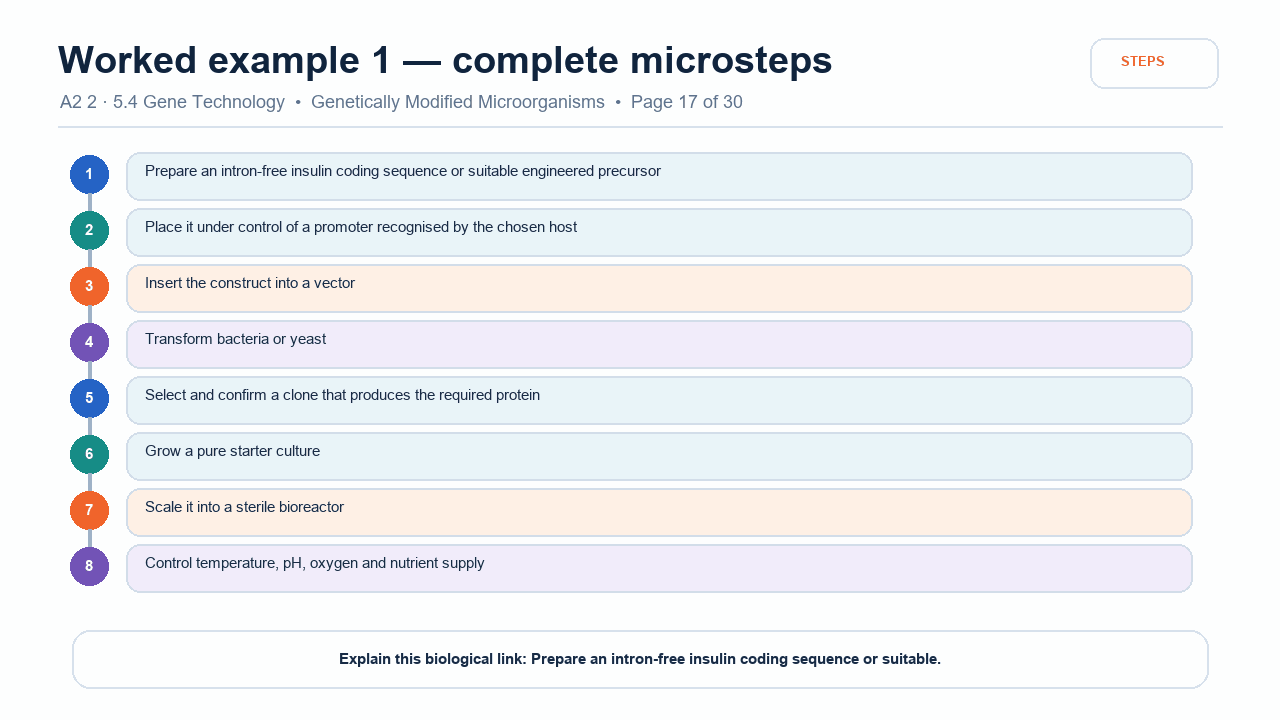 Worked example 1 — complete microsteps
STEPS
A2 2 · 5.4 Gene Technology • Genetically Modified Microorganisms • Page 17 of 30
1 Prepare an intron-free insulin coding sequence or suitable engineered precursor
2 Place it under control of a promoter recognised by the chosen host
3 Insert the construct into a vector
4 Transform bacteria or yeast
5 Select and confirm a clone that produces the required protein
6 Grow a pure starter culture
7 Scale it into a sterile bioreactor
8 Control temperature, pH, oxygen and nutrient supply
Explain this biological link: Prepare an intron-free insulin coding sequence or suitable.